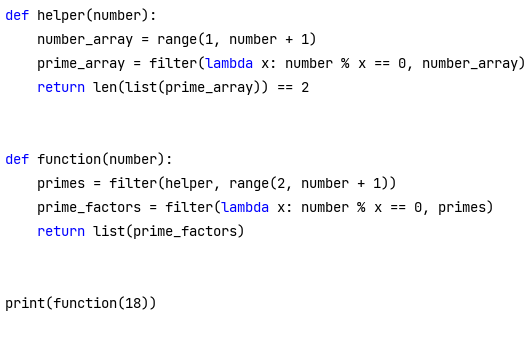 def helper(number):
    number_array = range(1, number + 1)
    prime_array = filter(lambda x: number % x == 0, number_array)
    return len(list(prime_array)) == 2
def function(number):
    primes = filter(helper, range(2, number + 1))
    prime_factors = filter(lambda x: number % x == 0, primes)
    return list(prime_factors)
print(function(18))